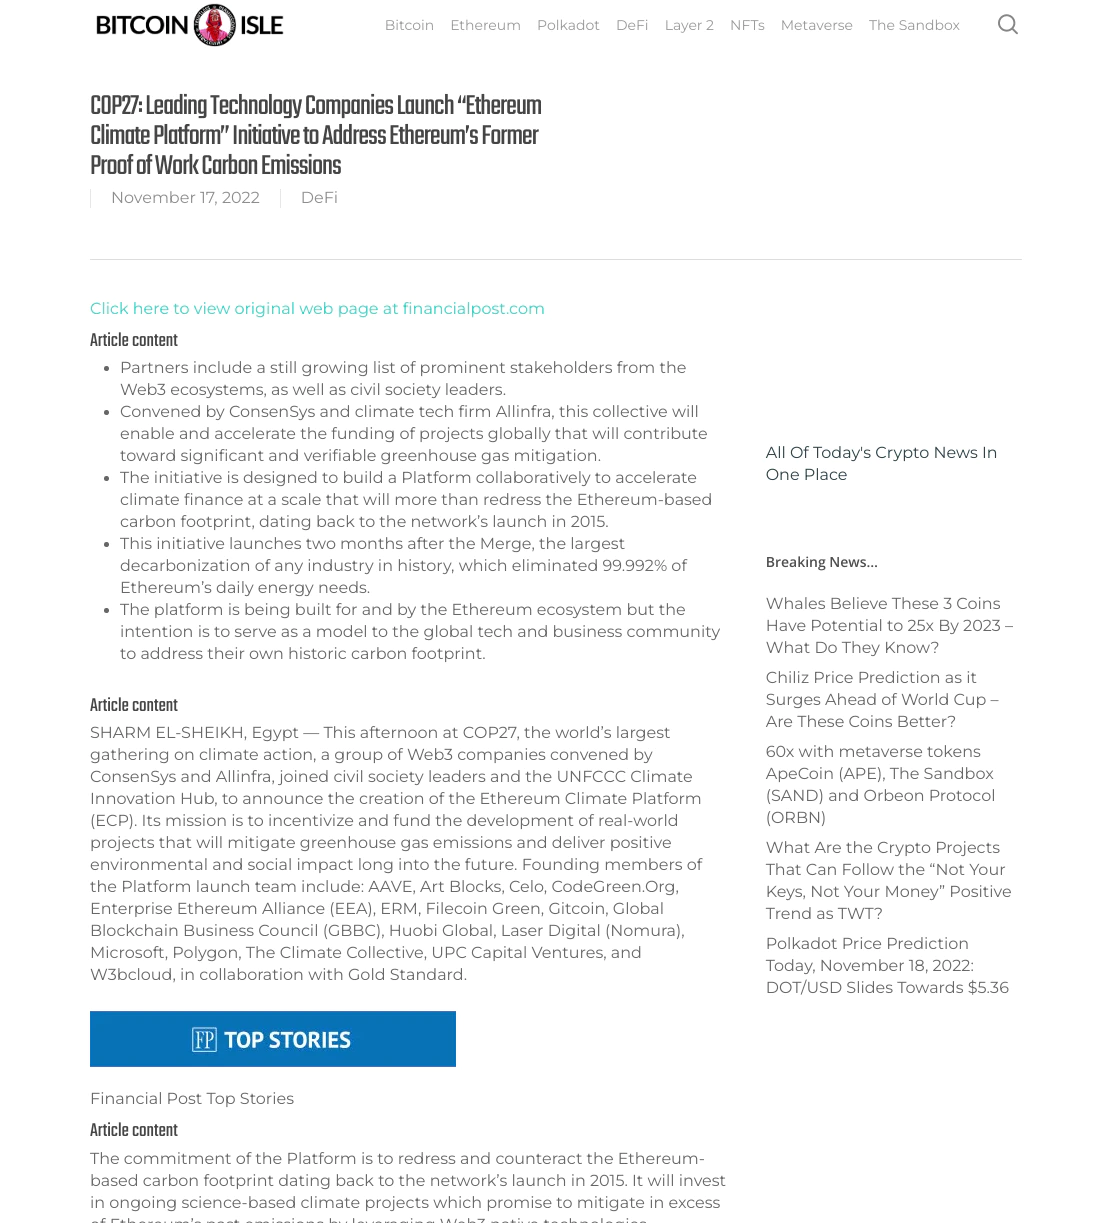 BITCOIN ISLE
Bitcoin Ethereum Polkadot DeFi Layer 2 NFTs Metaverse The Sandbox
COP27: Leading Technology Companies Launch “Ethereum
Climate Platform” Initiative to Address Ethereum’s Former
Proof of Work Carbon Emissions
November 17, 2022 DeFi
Click here to view original web page at financialpost.com
Article content
Partners include a still growing list of prominent stakeholders from the
Web3 ecosystems, as well as civil society leaders.
Convened by ConsenSys and climate tech firm Allinfra, this collective will
enable and accelerate the funding of projects globally that will contribute
toward significant and verifiable greenhouse gas mitigation.
The initiative is designed to build a Platform collaboratively to accelerate
climate finance at a scale that will more than redress the Ethereum-based
carbon footprint, dating back to the network’s launch in 2015.
This initiative launches two months after the Merge, the largest
decarbonization of any industry in history, which eliminated 99.992% of
Ethereum’s daily energy needs.
The platform is being built for and by the Ethereum ecosystem but the
intention is to serve as a model to the global tech and business community
to address their own historic carbon footprint.
Article content
SHARM EL-SHEIKH, Egypt — This afternoon at COP27, the world’s largest
gathering on climate action, a group of Web3 companies convened by
ConsenSys and Allinfra, joined civil society leaders and the UNFCCC Climate
Innovation Hub, to announce the creation of the Ethereum Climate Platform
(ECP). Its mission is to incentivize and fund the development of real-world
projects that will mitigate greenhouse gas emissions and deliver positive
environmental and social impact long into the future. Founding members of
the Platform launch team include: AAVE, Art Blocks, Celo, CodeGreen.Org,
Enterprise Ethereum Alliance (EEA), ERM, Filecoin Green, Gitcoin, Global
Blockchain Business Council (GBBC), Huobi Global, Laser Digital (Nomura),
Microsoft, Polygon, The Climate Collective, UPC Capital Ventures, and
W3bcloud, in collaboration with Gold Standard.
FP TOP STORIES
Financial Post Top Stories
Article content
The commitment of the Platform is to redress and counteract the Ethereum-
based carbon footprint dating back to the network’s launch in 2015. It will invest
in ongoing science-based climate projects which promise to mitigate in excess
of Ethereum’s past emissions by leveraging Web3 native technologies,
All Of Today's Crypto News In
One Place
Breaking News...
Whales Believe These 3 Coins
Have Potential to 25x By 2023 –
What Do They Know?
Chiliz Price Prediction as it
Surges Ahead of World Cup –
Are These Coins Better?
60x with metaverse tokens
ApeCoin (APE), The Sandbox
(SAND) and Orbeon Protocol
(ORBN)
What Are the Crypto Projects
That Can Follow the “Not Your
Keys, Not Your Money” Positive
Trend as TWT?
Polkadot Price Prediction
Today, November 18, 2022:
DOT/USD Slides Towards $5.36